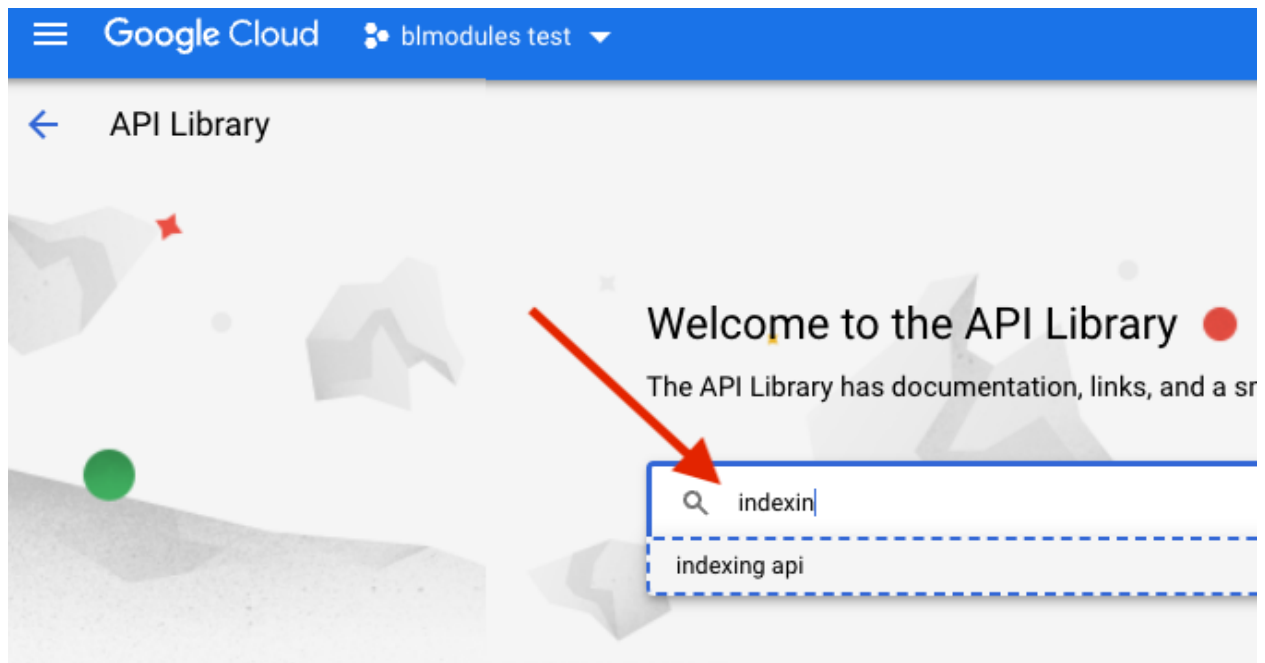 Google Cloud blmodules test
API Library
Welcome to the API Library
The API Library has documentation, links, and a
indexin
indexing api